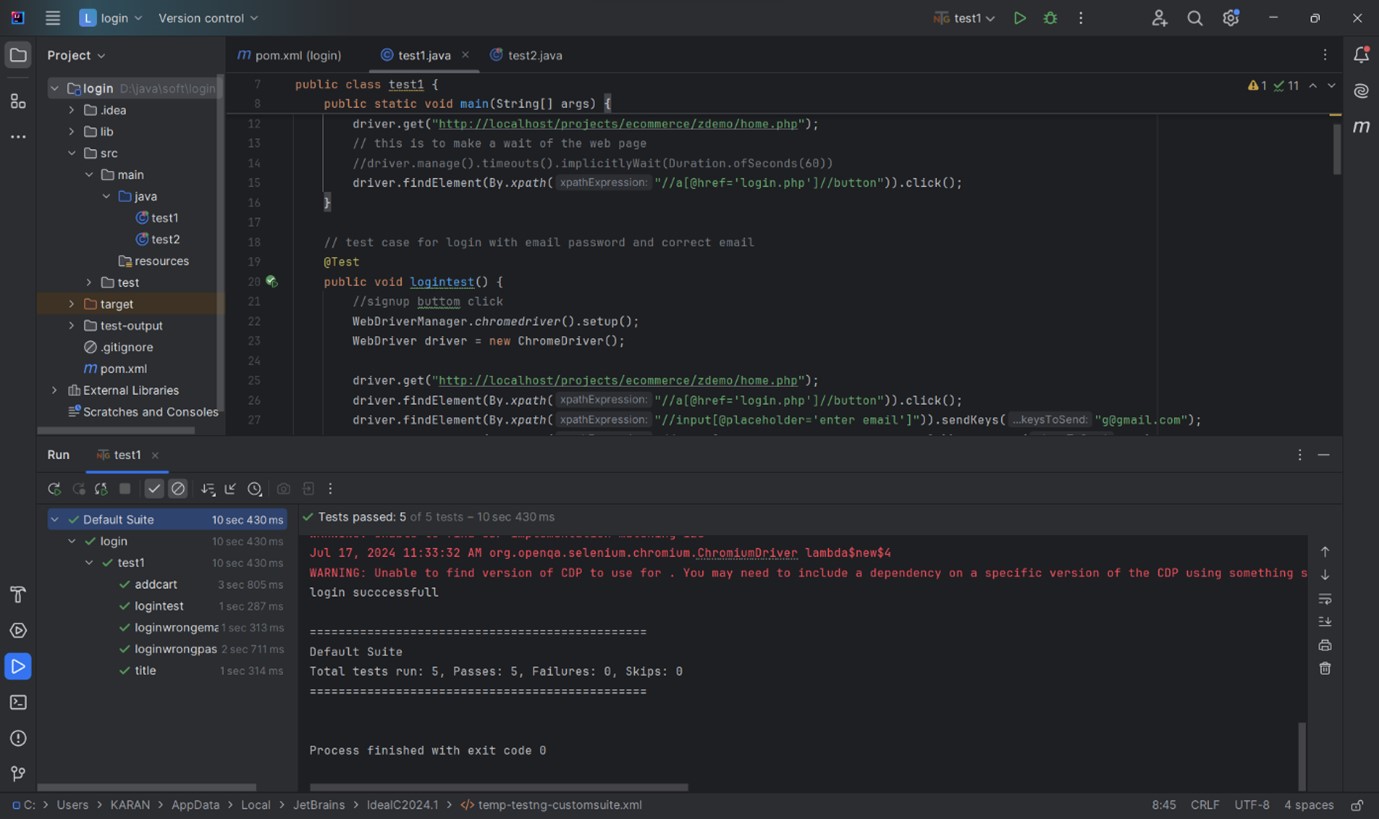 L login Version control test1
Project
pom.xml (login) test1.java test2.java
login D:\java\soft\login
.idea
lib
src
main
java
test1
test2
resources
test
target
test-output
.gitignore
pom.xml
External Libraries
Scratches and Consoles
1 11
7 public class test1 {
8 public static void main(String[] args) {
12 driver.get("http://localhost/projects/ecommerce/zdemo/home.php");
13 // this is to make a wait of the web page
14 //driver.manage().timeouts().implicitlyWait(Duration.ofSeconds(60))
15 driver.findElement(By.xpath( xpathExpression: "//a[@href='login.php']//button")).click();
16 }
17
18 // test case for login with email password and correct email
19 @Test
20 public void logintest() {
21 //signup buttom click
22 WebDriverManager.chromedriver().setup();
23 WebDriver driver = new ChromeDriver();
24
25 driver.get("http://localhost/projects/ecommerce/zdemo/home.php");
26 driver.findElement(By.xpath( xpathExpression: "//a[@href='login.php']//button")).click();
27 driver.findElement(By.xpath( xpathExpression: "//input[@placeholder='enter email']")).sendKeys( ...keysToSend: "g@gmail.com");
Run test1
Default Suite 10 sec 430 ms
login 10 sec 430 ms
test1 10 sec 430 ms
addcart 3 sec 805 ms
logintest 1 sec 287 ms
loginwrongema 1 sec 313 ms
loginwrongpas 2 sec 711 ms
title 1 sec 314 ms
Tests passed: 5 of 5 tests – 10 sec 430 ms
Jul 17, 2024 11:33:32 AM org.openqa.selenium.chromium.ChromiumDriver lambda$new$4
WARNING: Unable to find version of CDP to use for . You may need to include a dependency on a specific version of the CDP using something s
login succcessfull
===============================================
Default Suite
Total tests run: 5, Passes: 5, Failures: 0, Skips: 0
===============================================
Process finished with exit code 0
C: > Users > KARAN > AppData > Local > JetBrains > IdeaIC2024.1 > temp-testng-customsuite.xml
8:45 CRLF UTF-8 4 spaces